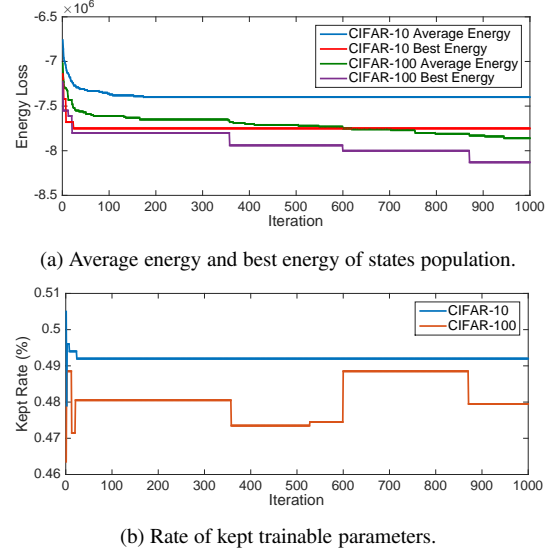 ×10⁶
-6.5
-7
-7.5
-8
-8.5
Energy Loss
CIFAR-10 Average Energy
CIFAR-10 Best Energy
CIFAR-100 Average Energy
CIFAR-100 Best Energy
0 100 200 300 400 500 600 700 800 900 1000
Iteration
(a) Average energy and best energy of states population.
0.51
0.5
0.49
0.48
0.47
0.46
Kept Rate (%)
CIFAR-10
CIFAR-100
0 100 200 300 400 500 600 700 800 900 1000
Iteration
(b) Rate of kept trainable parameters.